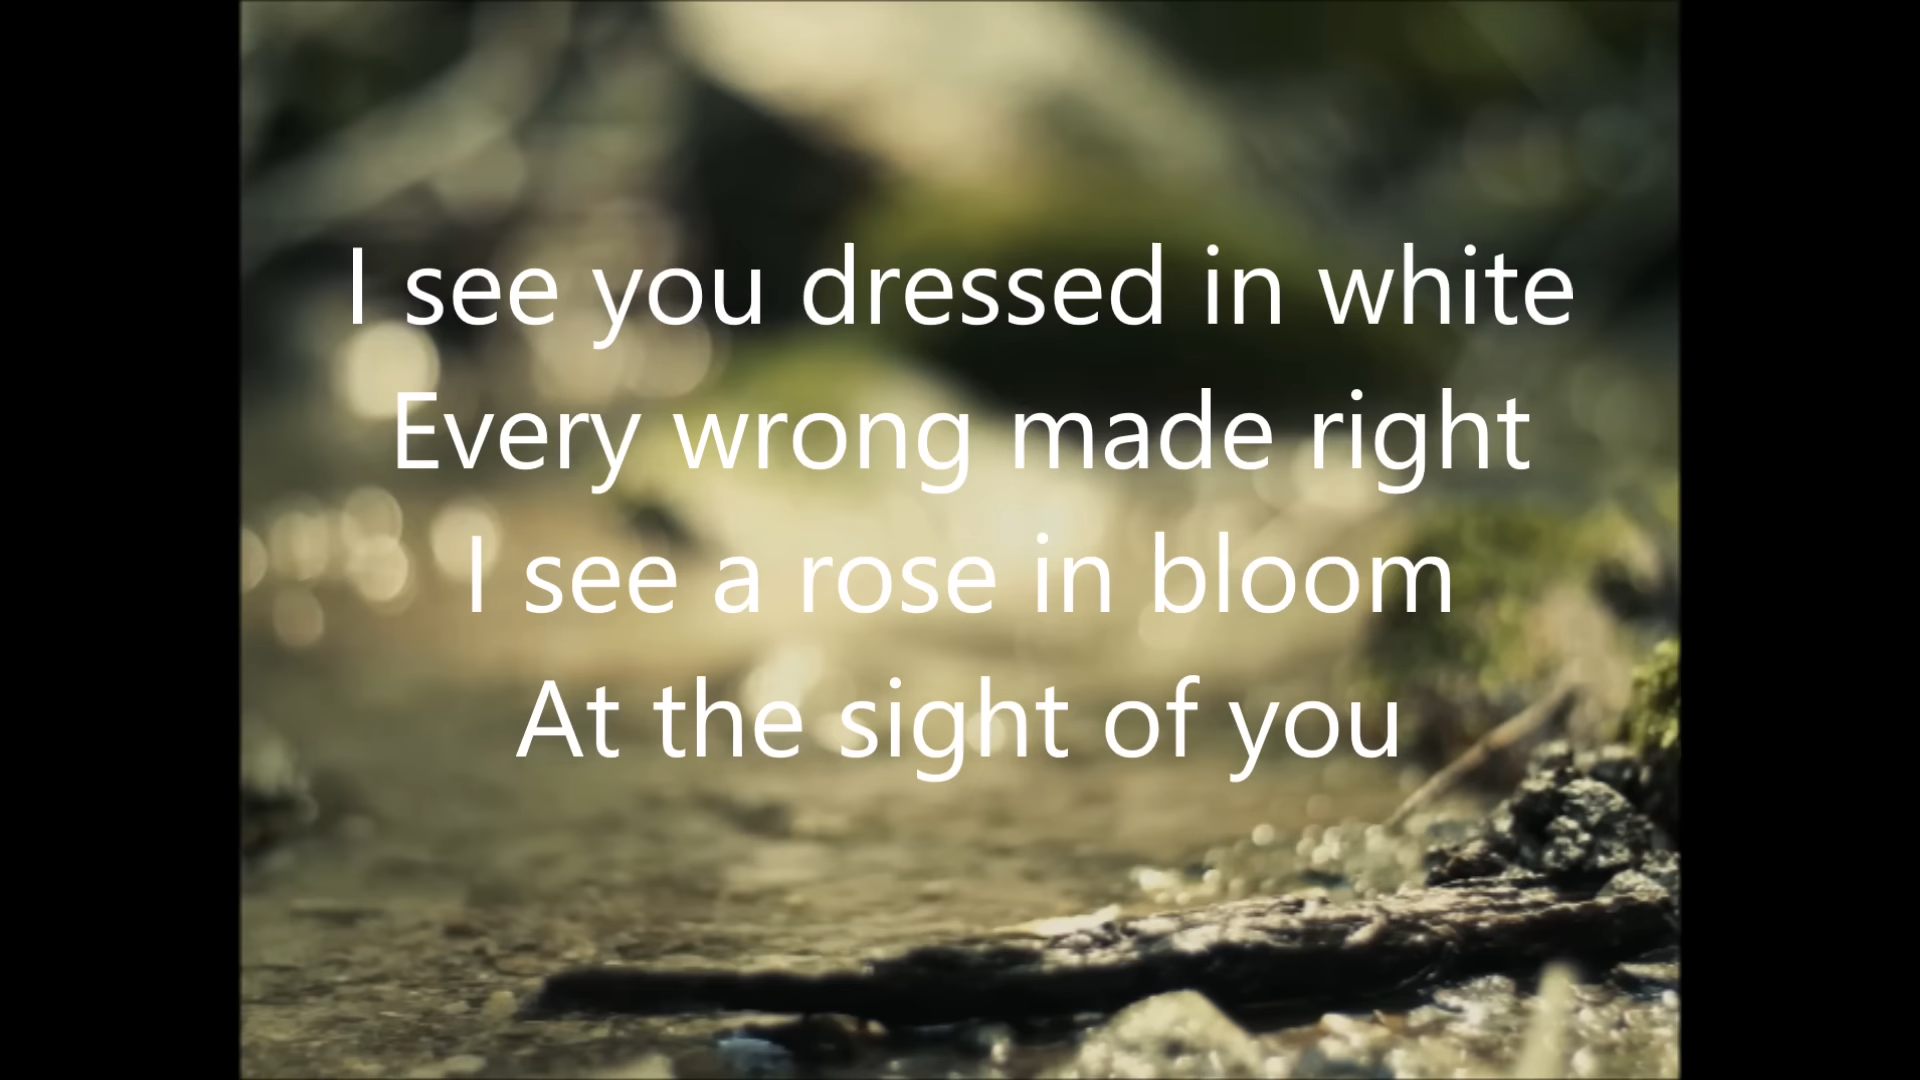 I see you dressed in white
Every wrong made right
I see a rose in bloom
At the sight of you